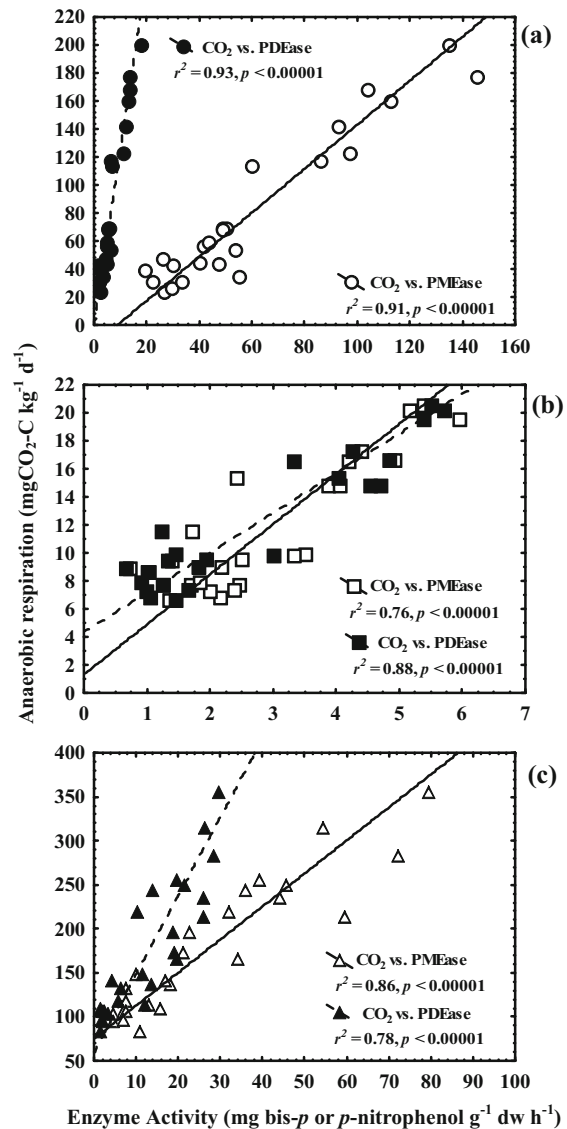 220
200
180
160
140
120
100
80
60
40
20
0
(a)
CO2 vs. PDEase
r2 = 0.93, p < 0.00001
CO2 vs. PMEase
r2 = 0.91, p < 0.00001
0 20 40 60 80 100 120 140 160
Anaerobic respiration (mgCO2-C kg-1 d-1)
22
20
18
16
14
12
10
8
6
4
2
0
(b)
CO2 vs. PMEase
r2 = 0.76, p < 0.00001
CO2 vs. PDEase
r2 = 0.88, p < 0.00001
0 1 2 3 4 5 6 7
400
350
300
250
200
150
100
50
(c)
CO2 vs. PMEase
r2 = 0.86, p < 0.00001
CO2 vs. PDEase
r2 = 0.78, p < 0.00001
0 10 20 30 40 50 60 70 80 90 100
Enzyme Activity (mg bis-p or p-nitrophenol g-1 dw h-1)